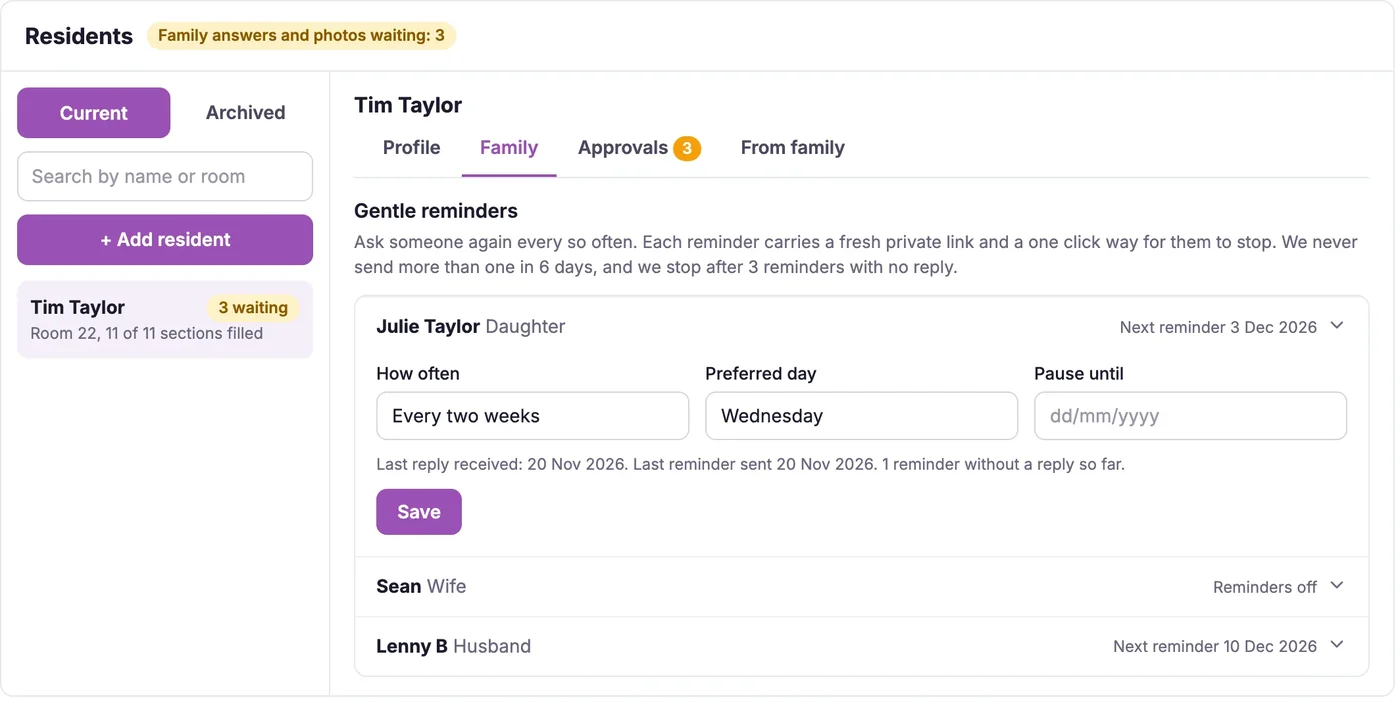 Residents
Family answers and photos waiting: 3
Current
Archived
Search by name or room
+ Add resident
Tim Taylor
3 waiting
Room 22, 11 of 11 sections filled
Tim Taylor
Profile
Family
Approvals 3
From family
Gentle reminders
Ask someone again every so often. Each reminder carries a fresh private link and a one click way for them to stop. We never
send more than one in 6 days, and we stop after 3 reminders with no reply.
Julie Taylor Daughter
Next reminder 3 Dec 2026
How often
Preferred day
Pause until
Every two weeks
Wednesday
dd/mm/yyyy
Last reply received: 20 Nov 2026. Last reminder sent 20 Nov 2026. 1 reminder without a reply so far.
Save
Sean Wife
Reminders off
Lenny B Husband
Next reminder 10 Dec 2026